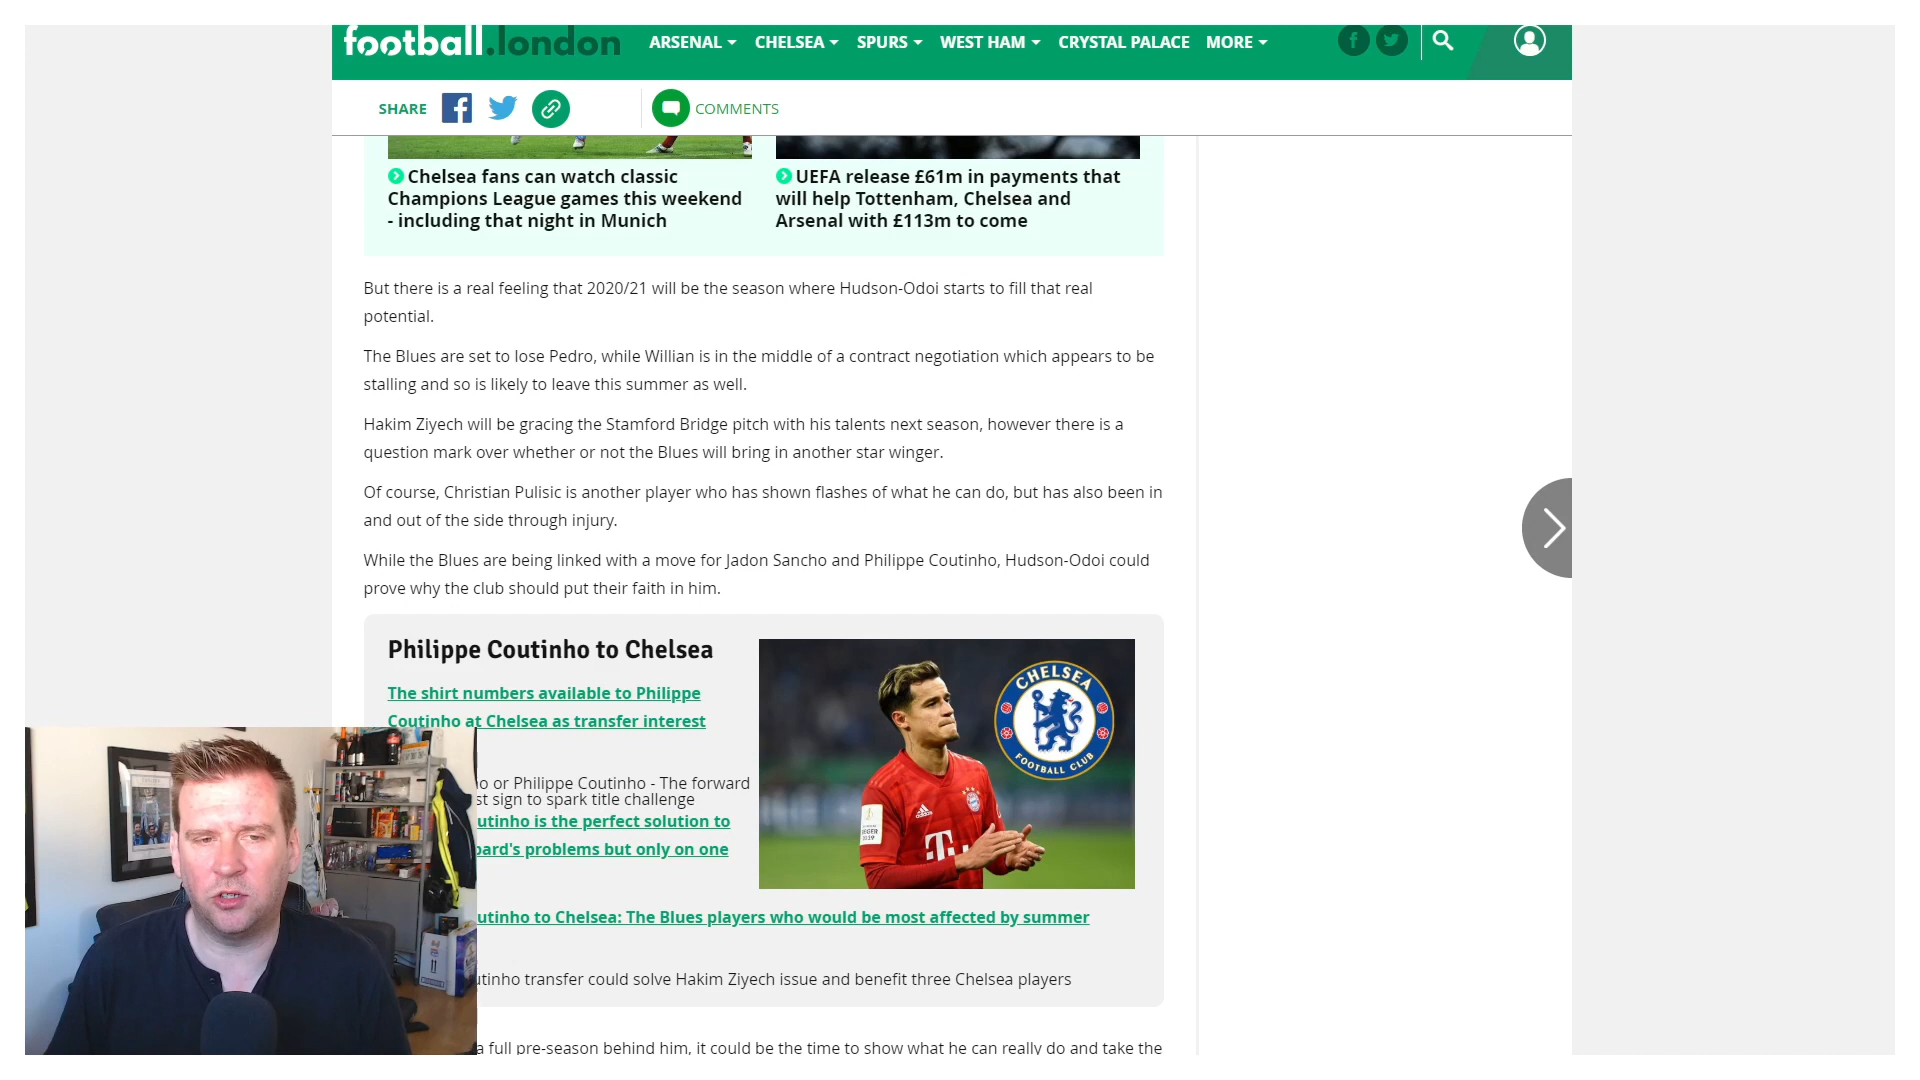 football.london
ARSENAL CHELSEA SPURS WEST HAM CRYSTAL PALACE MORE
SHARE COMMENTS
Chelsea fans can watch classic
Champions League games this weekend
- including that night in Munich
UEFA release £61m in payments that
will help Tottenham, Chelsea and
Arsenal with £113m to come
But there is a real feeling that 2020/21 will be the season where Hudson-Odoi starts to fill that real
potential.
The Blues are set to lose Pedro, while Willian is in the middle of a contract negotiation which appears to be
stalling and so is likely to leave this summer as well.
Hakim Ziyech will be gracing the Stamford Bridge pitch with his talents next season, however there is a
question mark over whether or not the Blues will bring in another star winger.
Of course, Christian Pulisic is another player who has shown flashes of what he can do, but has also been in
and out of the side through injury.
While the Blues are being linked with a move for Jadon Sancho and Philippe Coutinho, Hudson-Odoi could
prove why the club should put their faith in him.
Philippe Coutinho to Chelsea
The shirt numbers available to Philippe
Coutinho at Chelsea as transfer interest
o or Philippe Coutinho - The forward
st sign to spark title challenge
utinho is the perfect solution to
pard's problems but only on one
utinho to Chelsea: The Blues players who would be most affected by summer
utinho transfer could solve Hakim Ziyech issue and benefit three Chelsea players
CHELSEA
FOOTBALL CLUB
a full pre-season behind him, it could be the time to show what he can really do and take the